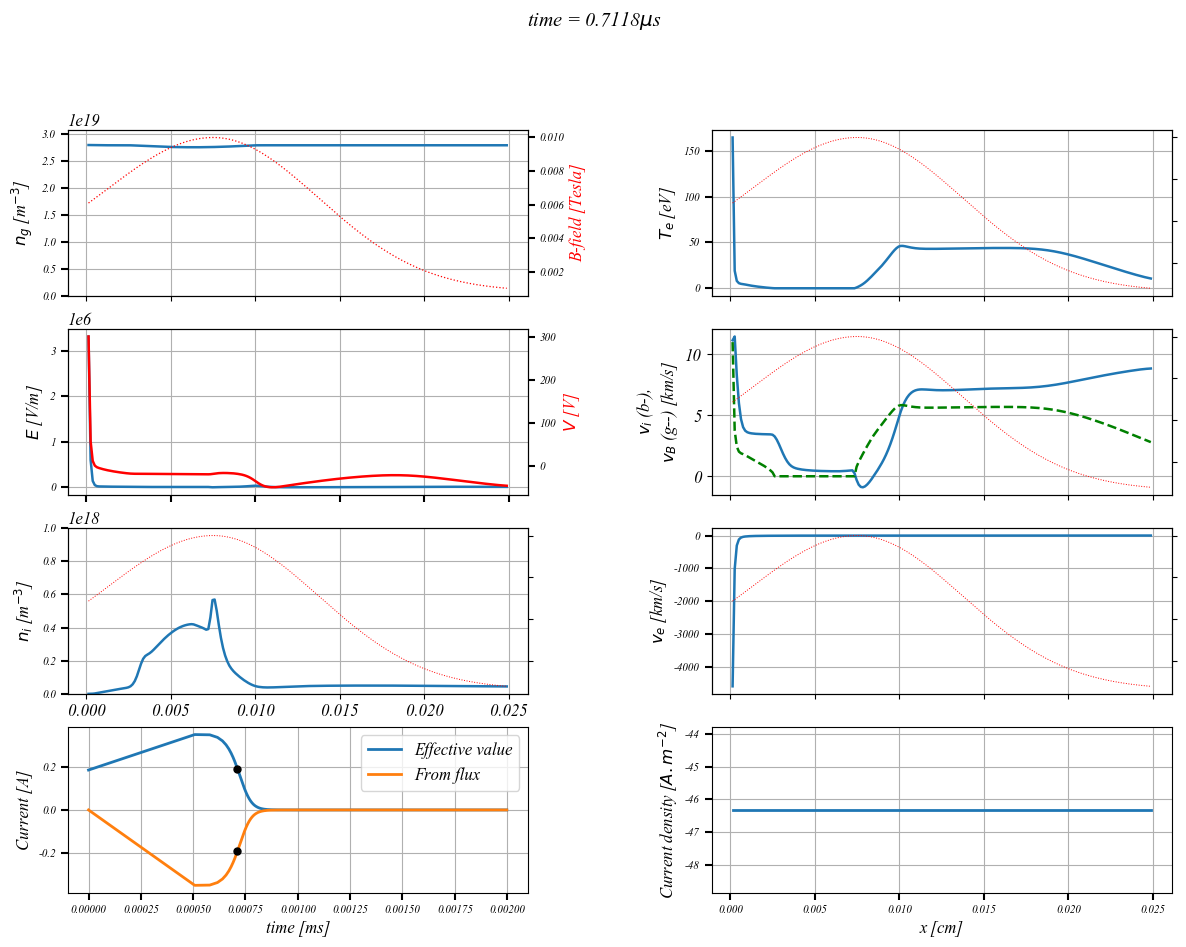 time = 0.7118μs
1e19
3.0
2.5
2.0
1.5
1.0
0.5
0.0
n_g [m^{-3}]
0.010
0.008
0.006
0.004
0.002
B-field [Tesla]
150
100
50
0
T_e [eV]
1e6
3
2
1
0
E [V/m]
300
200
100
0
V [V]
10
5
0
v_i (b-),
v_B (g--) [km/s]
1e18
1.0
0.8
0.6
0.4
0.2
0.0
n_i [m^{-3}]
0.000 0.005 0.010 0.015 0.020 0.025
0
-1000
-2000
-3000
-4000
v_e [km/s]
0.2
0.0
-0.2
Current [A]
Effective value
From flux
0.00000 0.00025 0.00050 0.00075 0.00100 0.00125 0.00150 0.00175 0.00200
time [ms]
-44
-45
-46
-47
-48
Current density [A.m^{-2}]
0.000 0.005 0.010 0.015 0.020 0.025
x [cm]